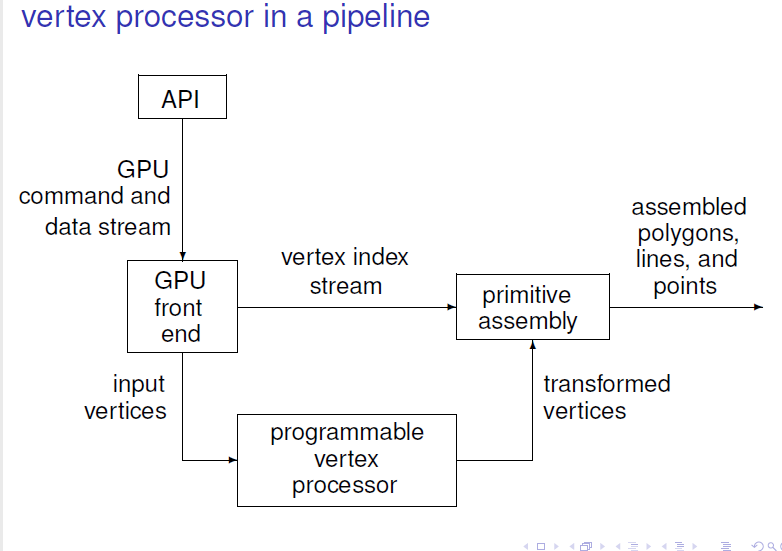 vertex processor in a pipeline
API
GPU
command and
data stream
GPU
front
end
vertex index
stream
primitive
assembly
assembled
polygons,
lines, and
points
input
vertices
programmable
vertex
processor
transformed
vertices